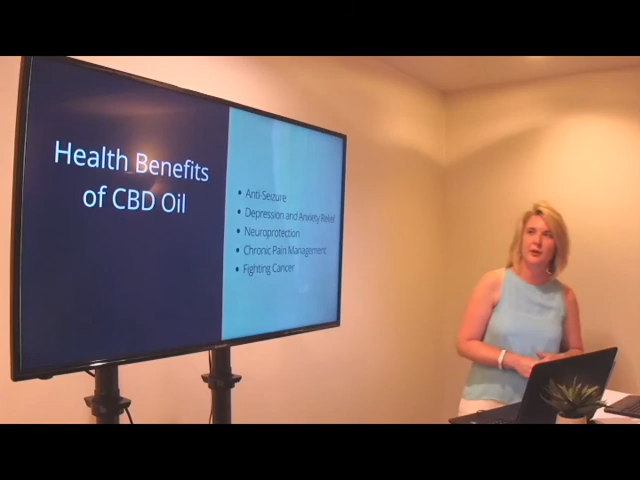 Health Benefits
of CBD Oil
• Anti-Seizure
• Depression and Anxiety Relief
• Neuroprotection
• Chronic Pain Management
• Fighting Cancer